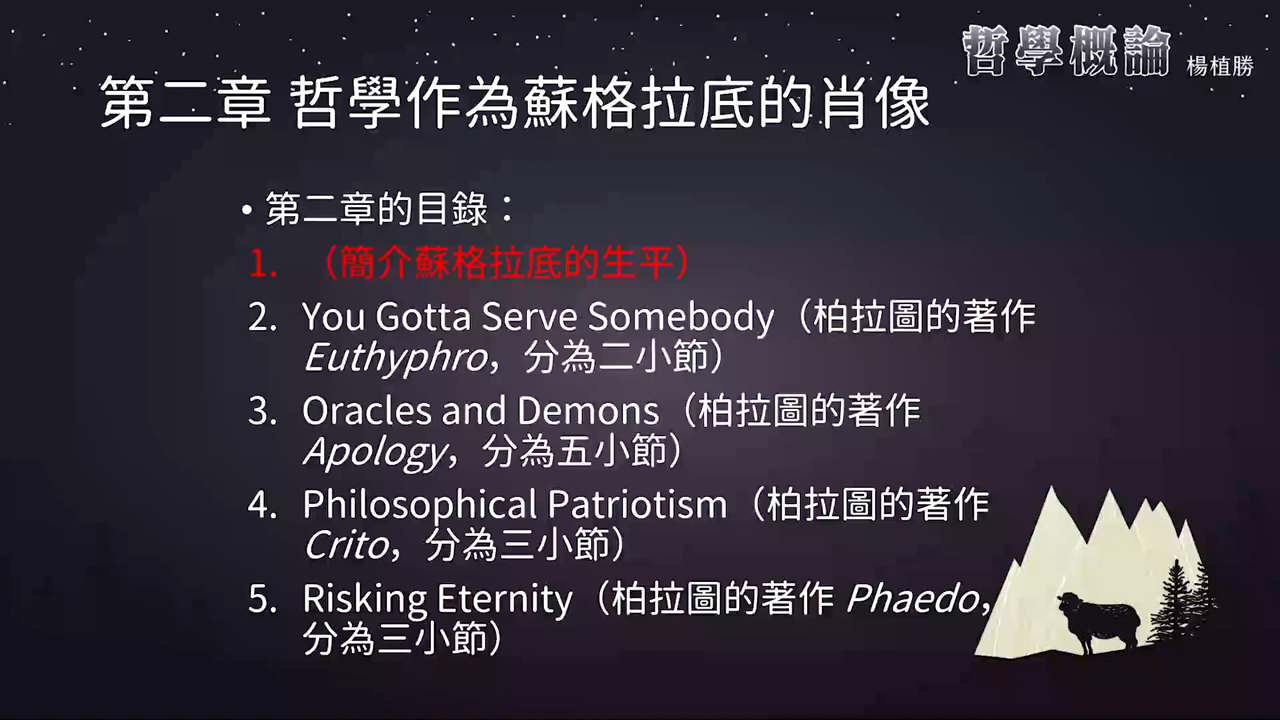 哲學概論 楊植勝
第二章 哲學作為蘇格拉底的肖像
• 第二章的目錄：
1. （簡介蘇格拉底的生平）
2. You Gotta Serve Somebody（柏拉圖的著作
Euthyphro，分為二小節）
3. Oracles and Demons（柏拉圖的著作
Apology，分為五小節）
4. Philosophical Patriotism（柏拉圖的著作
Crito，分為三小節）
5. Risking Eternity（柏拉圖的著作 Phaedo，
分為三小節）